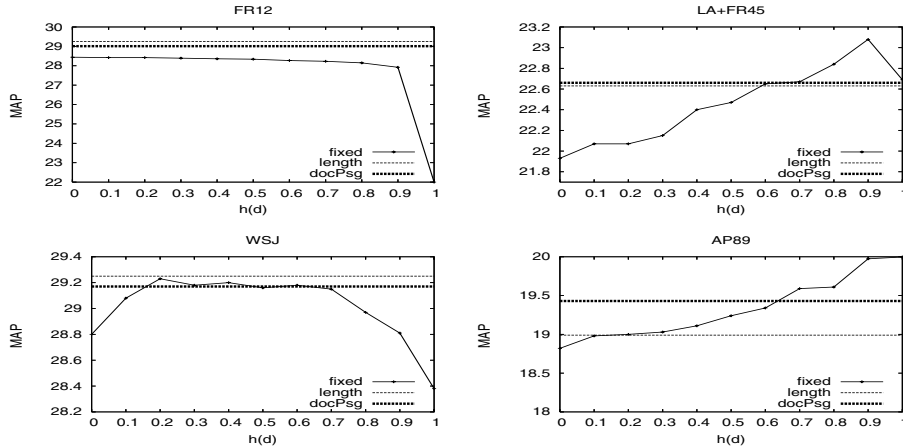 FR12
MAP
30
29
28
27
26
25
24
23
22
fixed
length
docPsg
0 0.1 0.2 0.3 0.4 0.5 0.6 0.7 0.8 0.9 1
h(d)
LA+FR45
MAP
23.2
23
22.8
22.6
22.4
22.2
22
21.8
fixed
length
docPsg
0 0.1 0.2 0.3 0.4 0.5 0.6 0.7 0.8 0.9 1
h(d)
WSJ
MAP
29.4
29.2
29
28.8
28.6
28.4
28.2
fixed
length
docPsg
0 0.1 0.2 0.3 0.4 0.5 0.6 0.7 0.8 0.9 1
h(d)
AP89
MAP
20
19.5
19
18.5
18
fixed
length
docPsg
0 0.1 0.2 0.3 0.4 0.5 0.6 0.7 0.8 0.9 1
h(d)